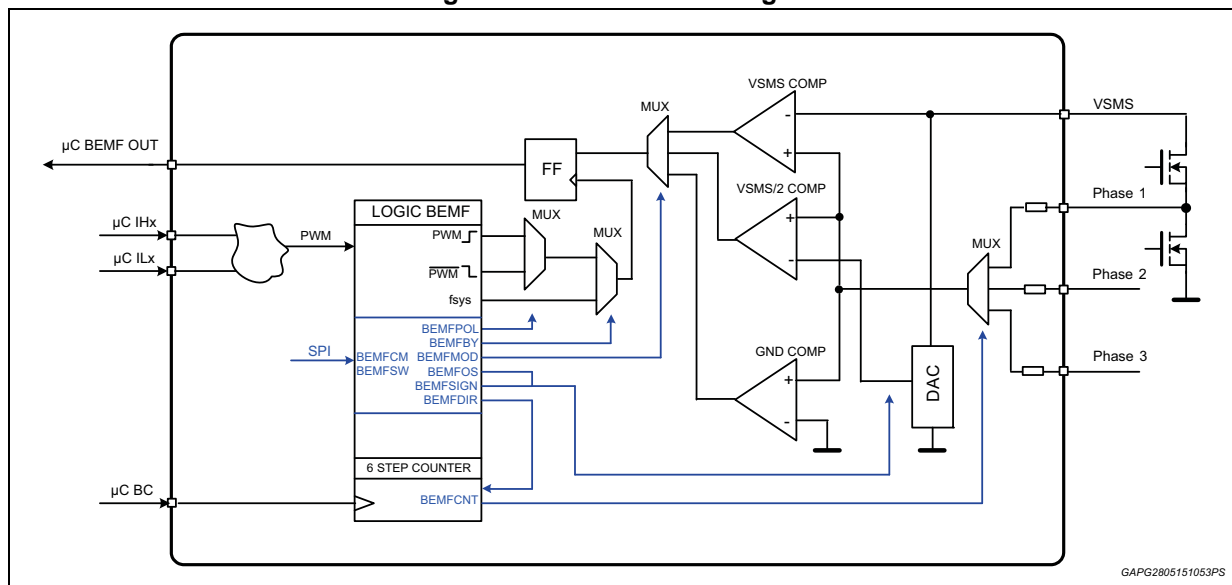 VSMS COMP
MUX
VSMS
µC BEMF OUT
FF
VSMS/2 COMP
Phase 1
LOGIC BEMF
µC IHx
PWM
PWM
MUX
MUX
MUX
µC ILx
PWM
Phase 2
fsys
BEMFPOL
SPI
BEMFCM
BEMFBY
BEMFSW
BEMFMOD
GND COMP
Phase 3
BEMFOS
BEMFSIGN
DAC
BEMFDIR
6 STEP COUNTER
µC BC
BEMFCNT
GAPG2805151053PS